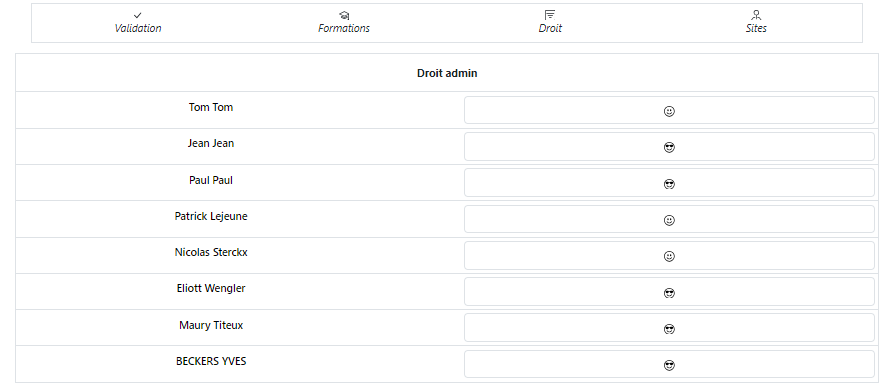 Validation
Formations
Droit
Sites
Droit admin
Tom Tom
Jean Jean
Paul Paul
Patrick Lejeune
Nicolas Sterckx
Eliott Wengler
Maury Titeux
BECKERS YVES